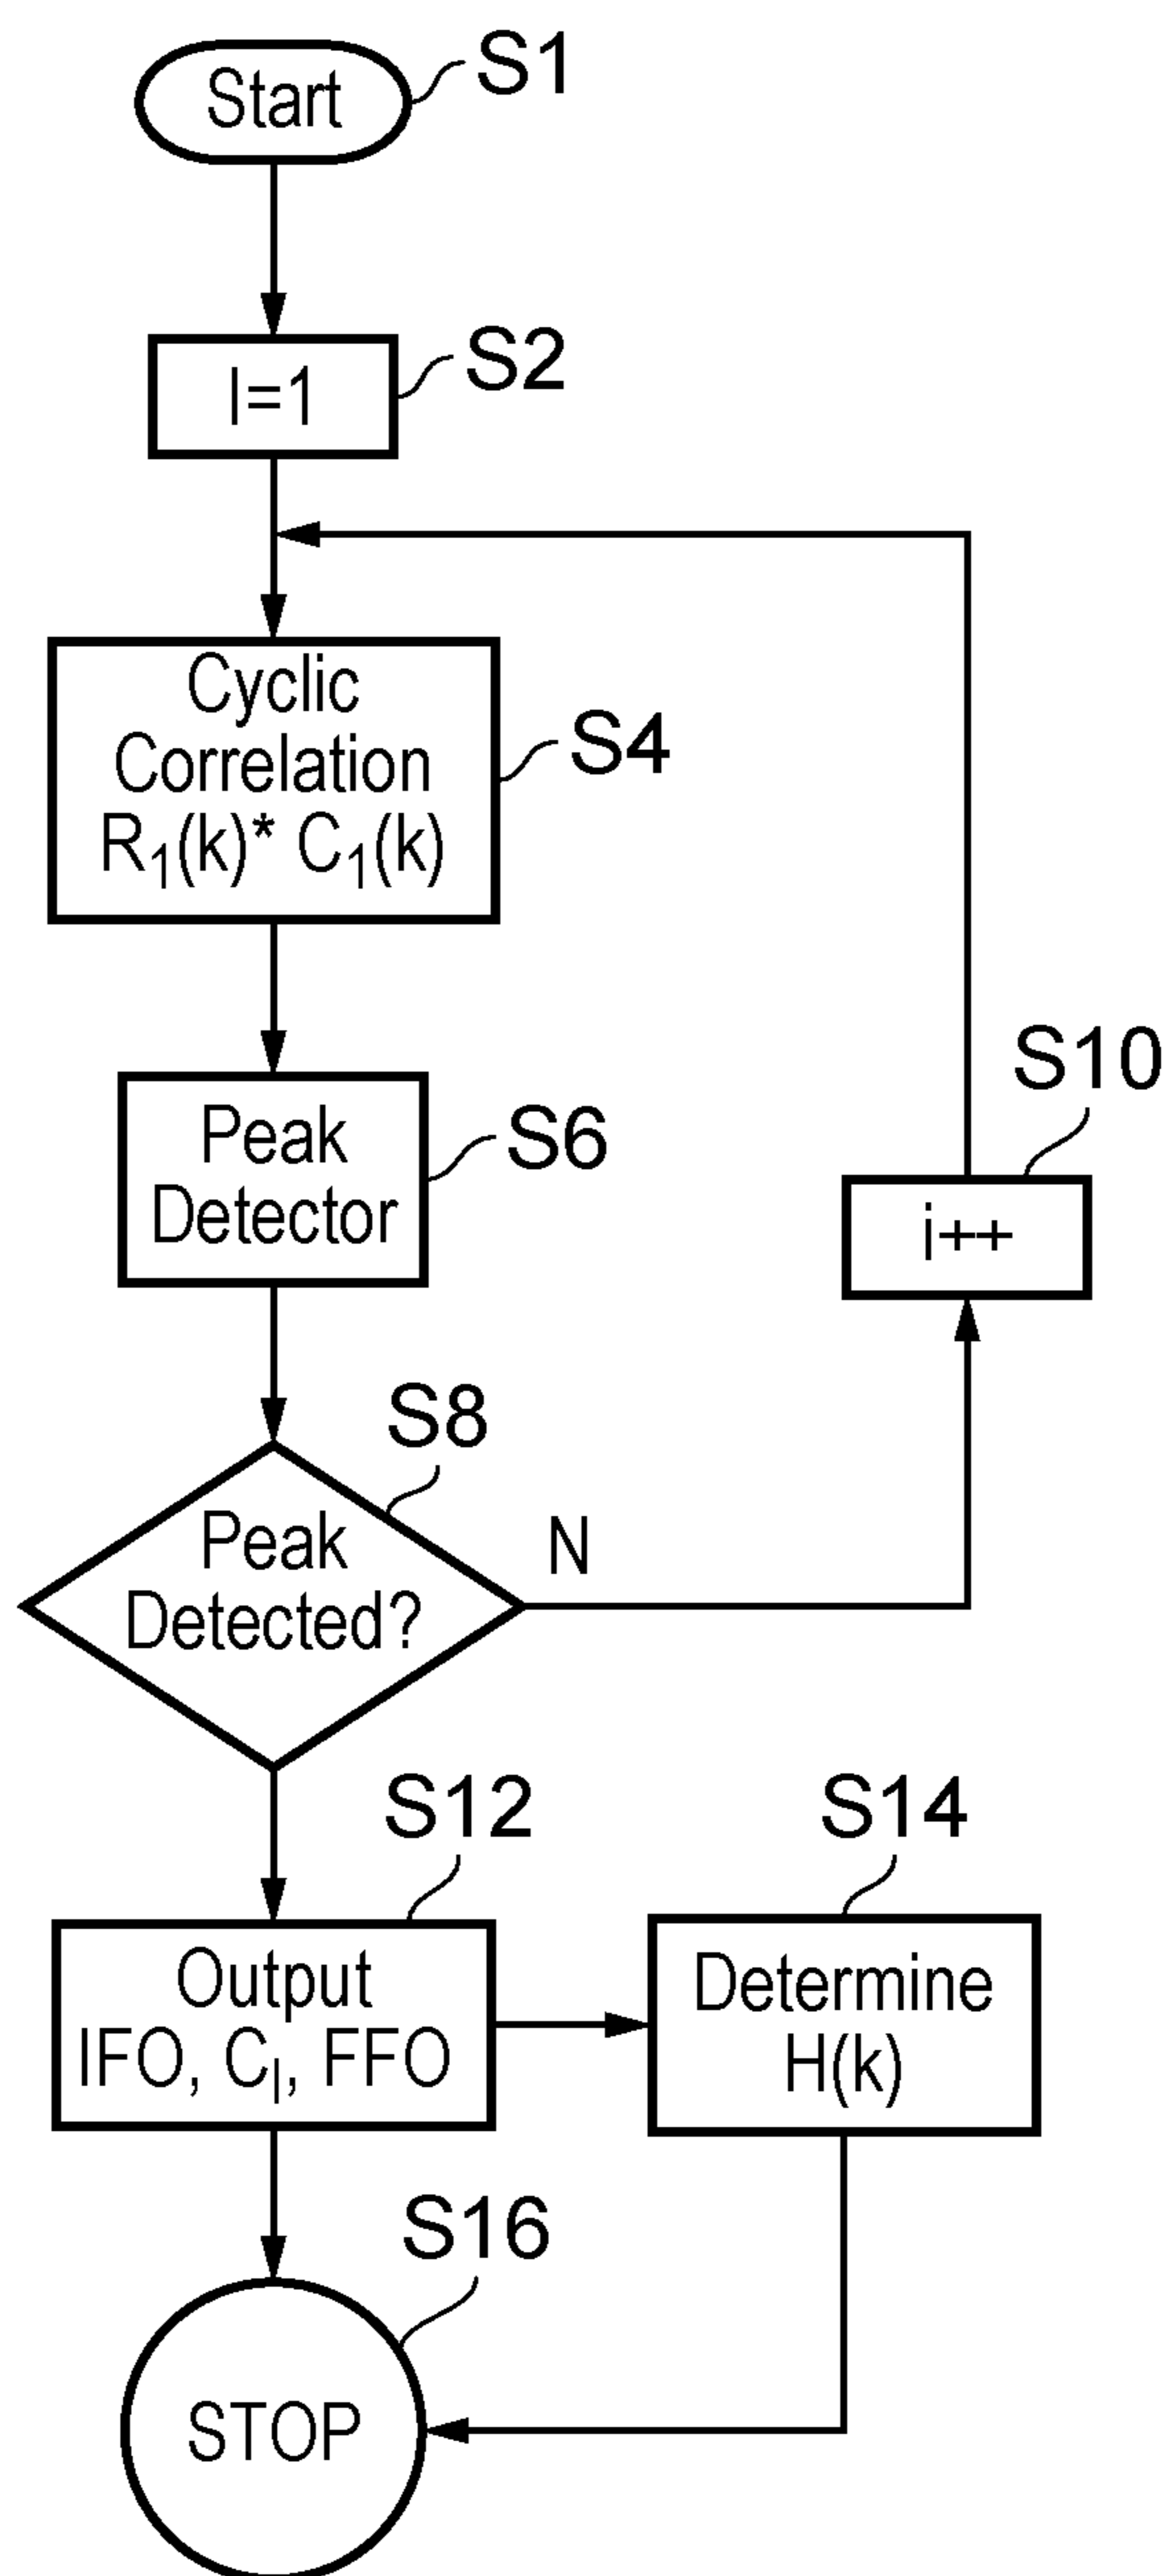 Start
S1
I=1
S2
Cyclic
Correlation
R₁(k)* C₁(k)
S4
Peak
Detector
S6
S10
i++
S8
Peak
Detected?
N
S12
Output
IFO, Cₗ, FFO
S14
Determine
H(k)
S16
STOP